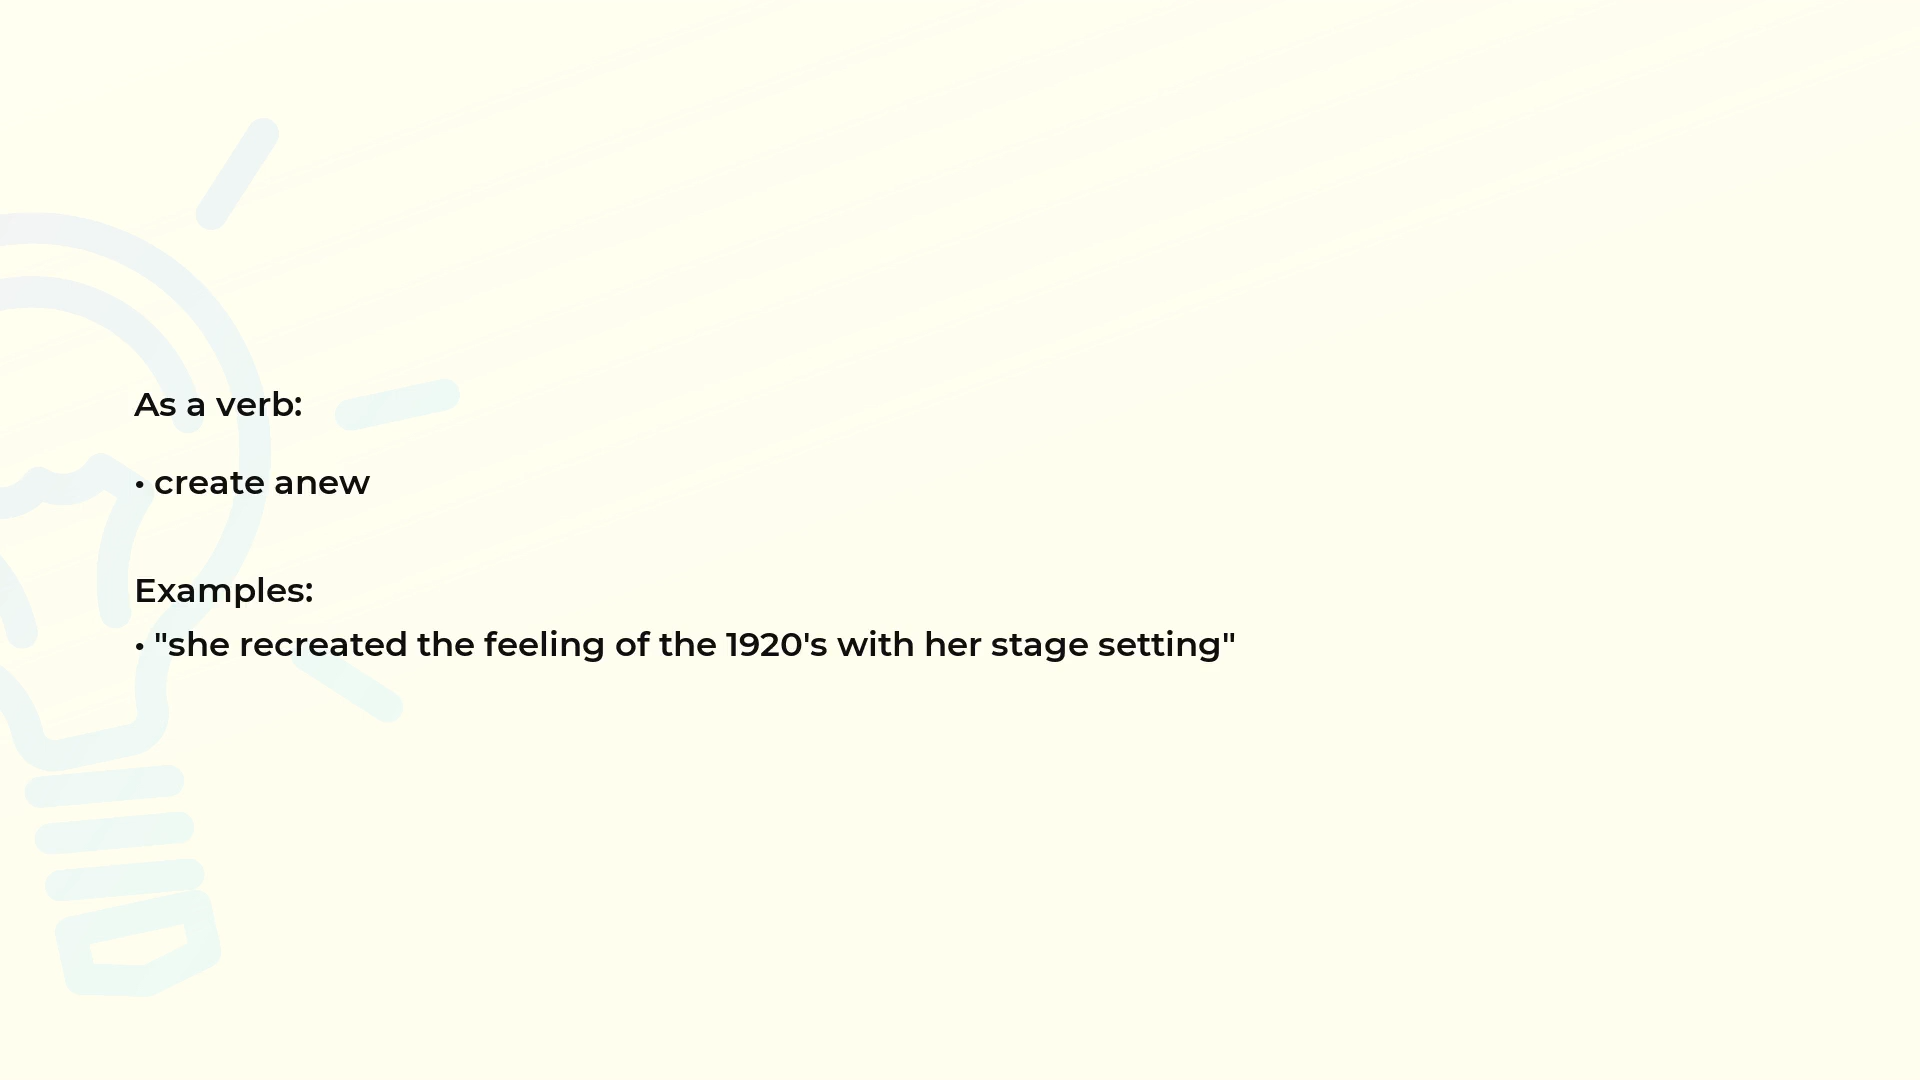 As a verb:
• create anew
Examples:
• "she recreated the feeling of the 1920's with her stage setting"